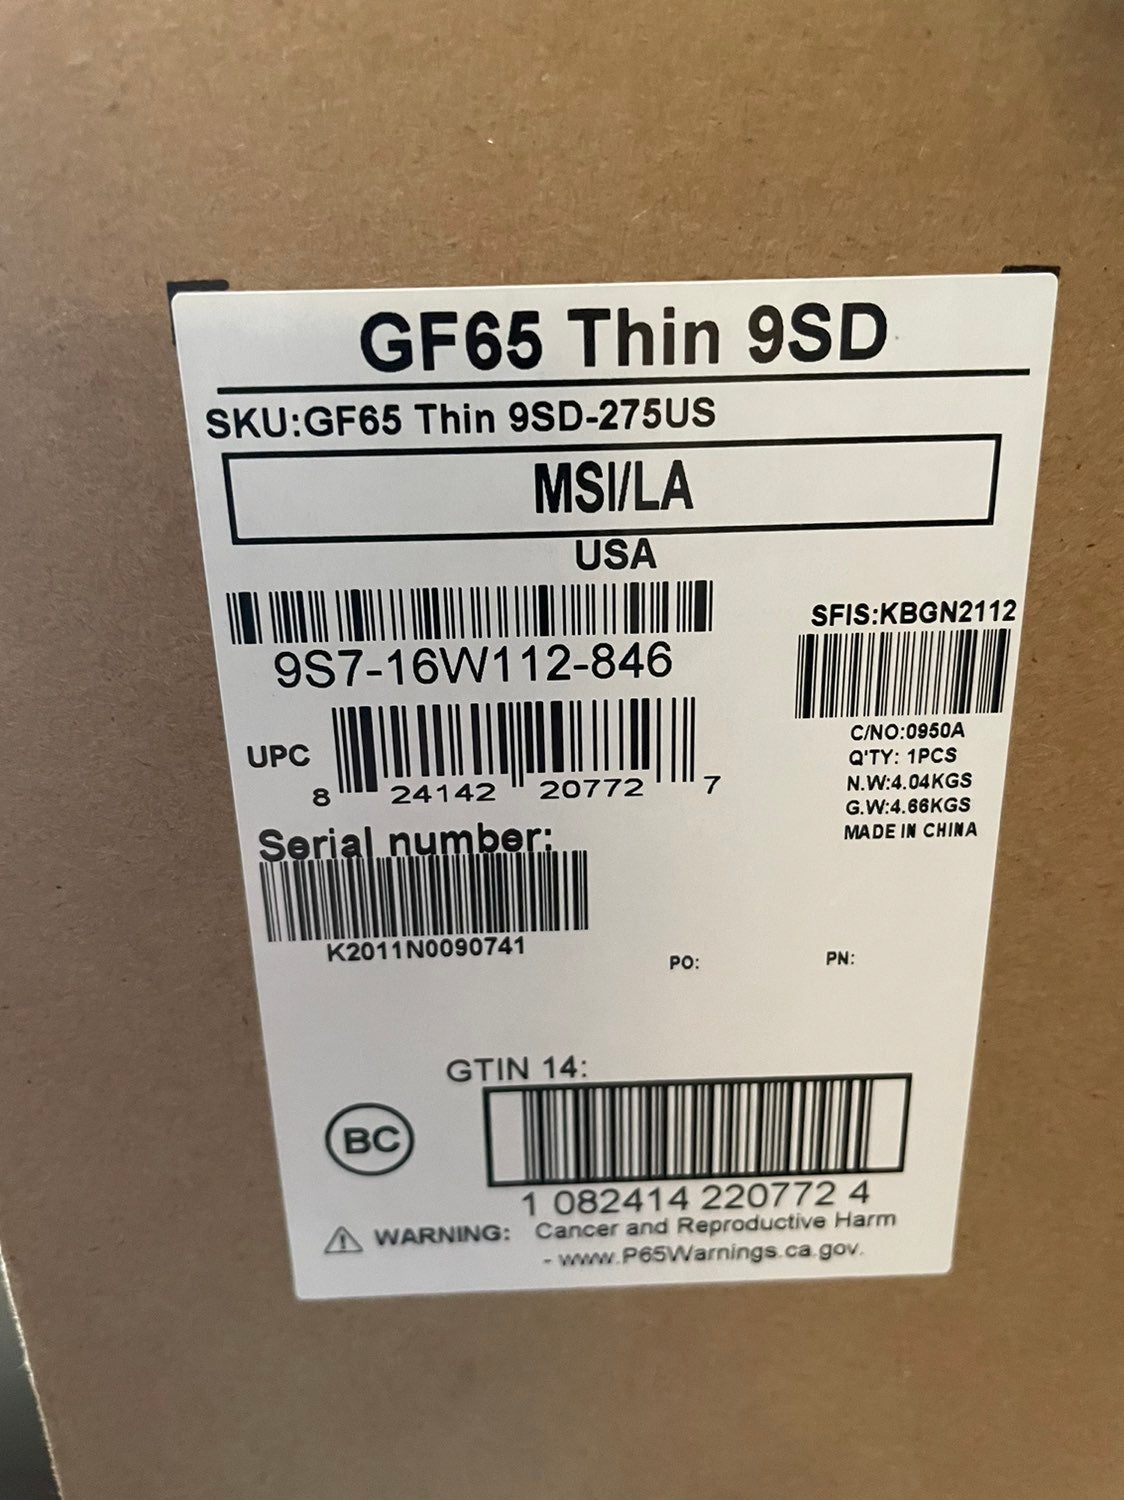 GF65 Thin 9SD
SKU:GF65 Thin 9SD-275US
MSI/LA
USA
9S7-16W112-846
SFIS:KBGN2112
C/NO:0950A
Q'TY: 1PCS
N.W:4.04KGS
G.W:4.66KGS
MADE IN CHINA
UPC
8 24142 20772 7
Serial number:
K2011N0090741
PO:
PN:
GTIN 14:
BC
1 082414 220772 4
WARNING: Cancer and Reproductive Harm
- www.P65Warnings.ca.gov.